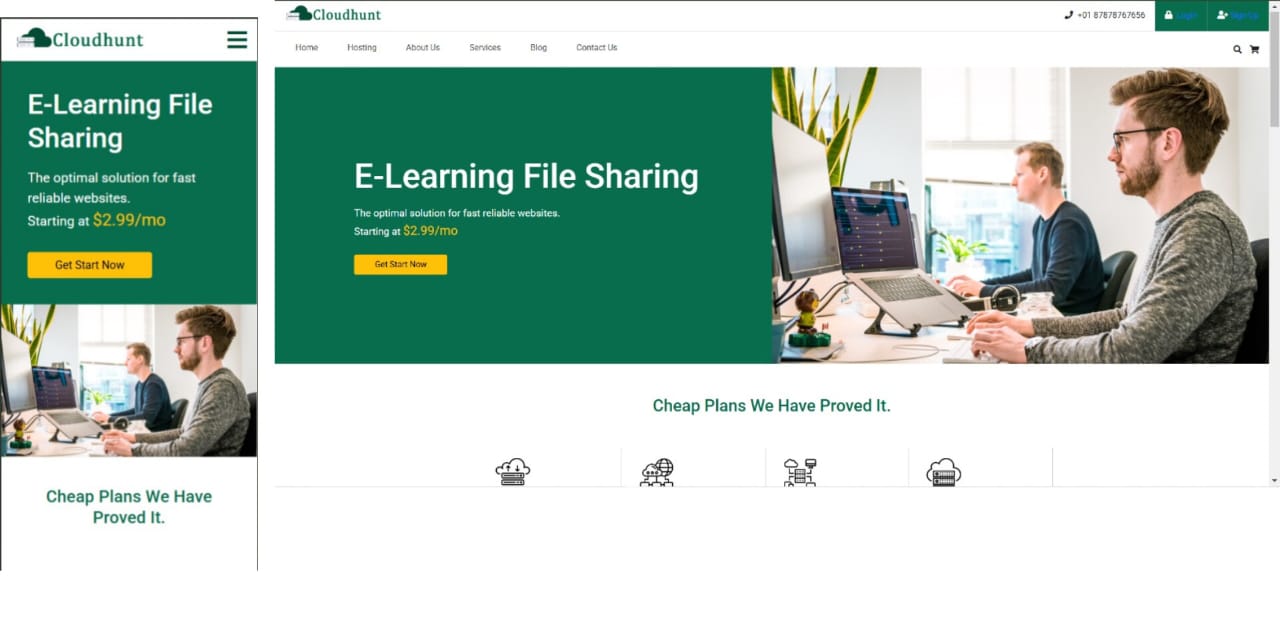 Cloudhunt
E-Learning File
Sharing
The optimal solution for fast
reliable websites.
Starting at $2.99/mo
Get Start Now
Cheap Plans We Have
Proved It.
Cloudhunt
+01 87878767656
Login
Sign Up
Home
Hosting
About Us
Services
Blog
Contact Us
E-Learning File Sharing
The optimal solution for fast reliable websites.
Starting at $2.99/mo
Get Start Now
Cheap Plans We Have Proved It.